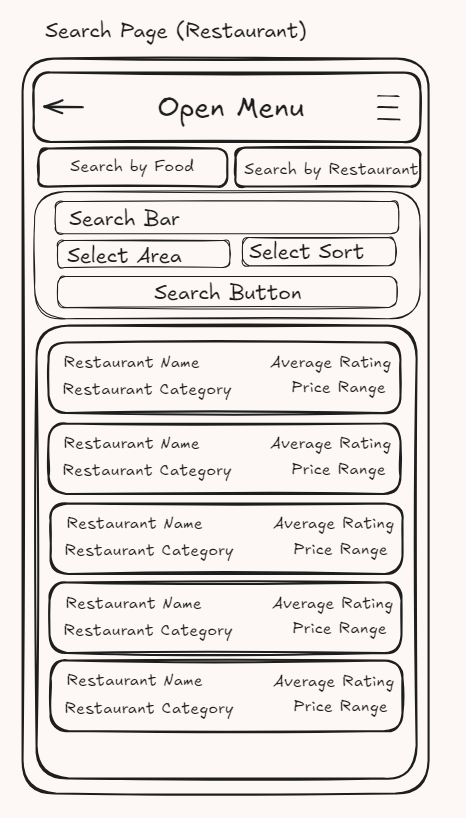 Search Page (Restaurant)
Open Menu
Search by Food
Search by Restaurant
Search Bar
Select Area
Select Sort
Search Button
Restaurant Name
Average Rating
Restaurant Category
Price Range
Restaurant Name
Average Rating
Restaurant Category
Price Range
Restaurant Name
Average Rating
Restaurant Category
Price Range
Restaurant Name
Average Rating
Restaurant Category
Price Range
Restaurant Name
Average Rating
Restaurant Category
Price Range